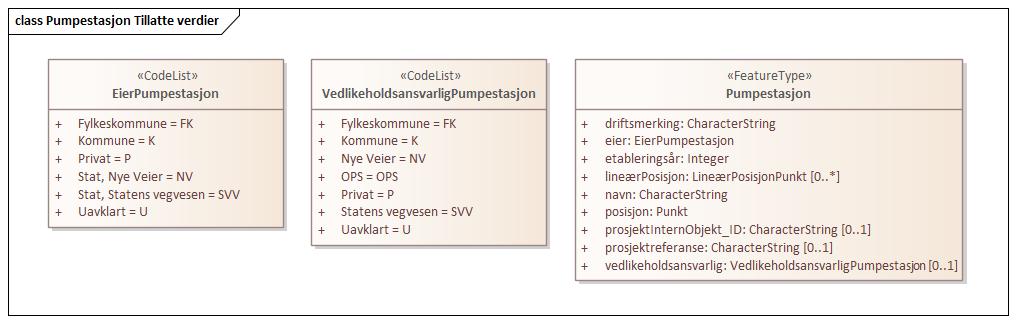 class Pumpestasjon Tillatte verdier
«CodeList»
EierPumpestasjon
+ Fylkeskommune = FK
+ Kommune = K
+ Privat = P
+ Stat, Nye Veier = NV
+ Stat, Statens vegvesen = SVV
+ Uavklart = U
«CodeList»
VedlikeholdsansvarligPumpestasjon
+ Fylkeskommune = FK
+ Kommune = K
+ Nye Veier = NV
+ OPS = OPS
+ Privat = P
+ Statens vegvesen = SVV
+ Uavklart = U
«FeatureType»
Pumpestasjon
+ driftsmerking: CharacterString
+ eier: EierPumpestasjon
+ etableringsår: Integer
+ lineærPosisjon: LineærPosisjonPunkt [0..*]
+ navn: CharacterString
+ posisjon: Punkt
+ prosjektInternObjekt_ID: CharacterString [0..1]
+ prosjektreferanse: CharacterString [0..1]
+ vedlikeholdsansvarlig: VedlikeholdsansvarligPumpestasjon [0..1]